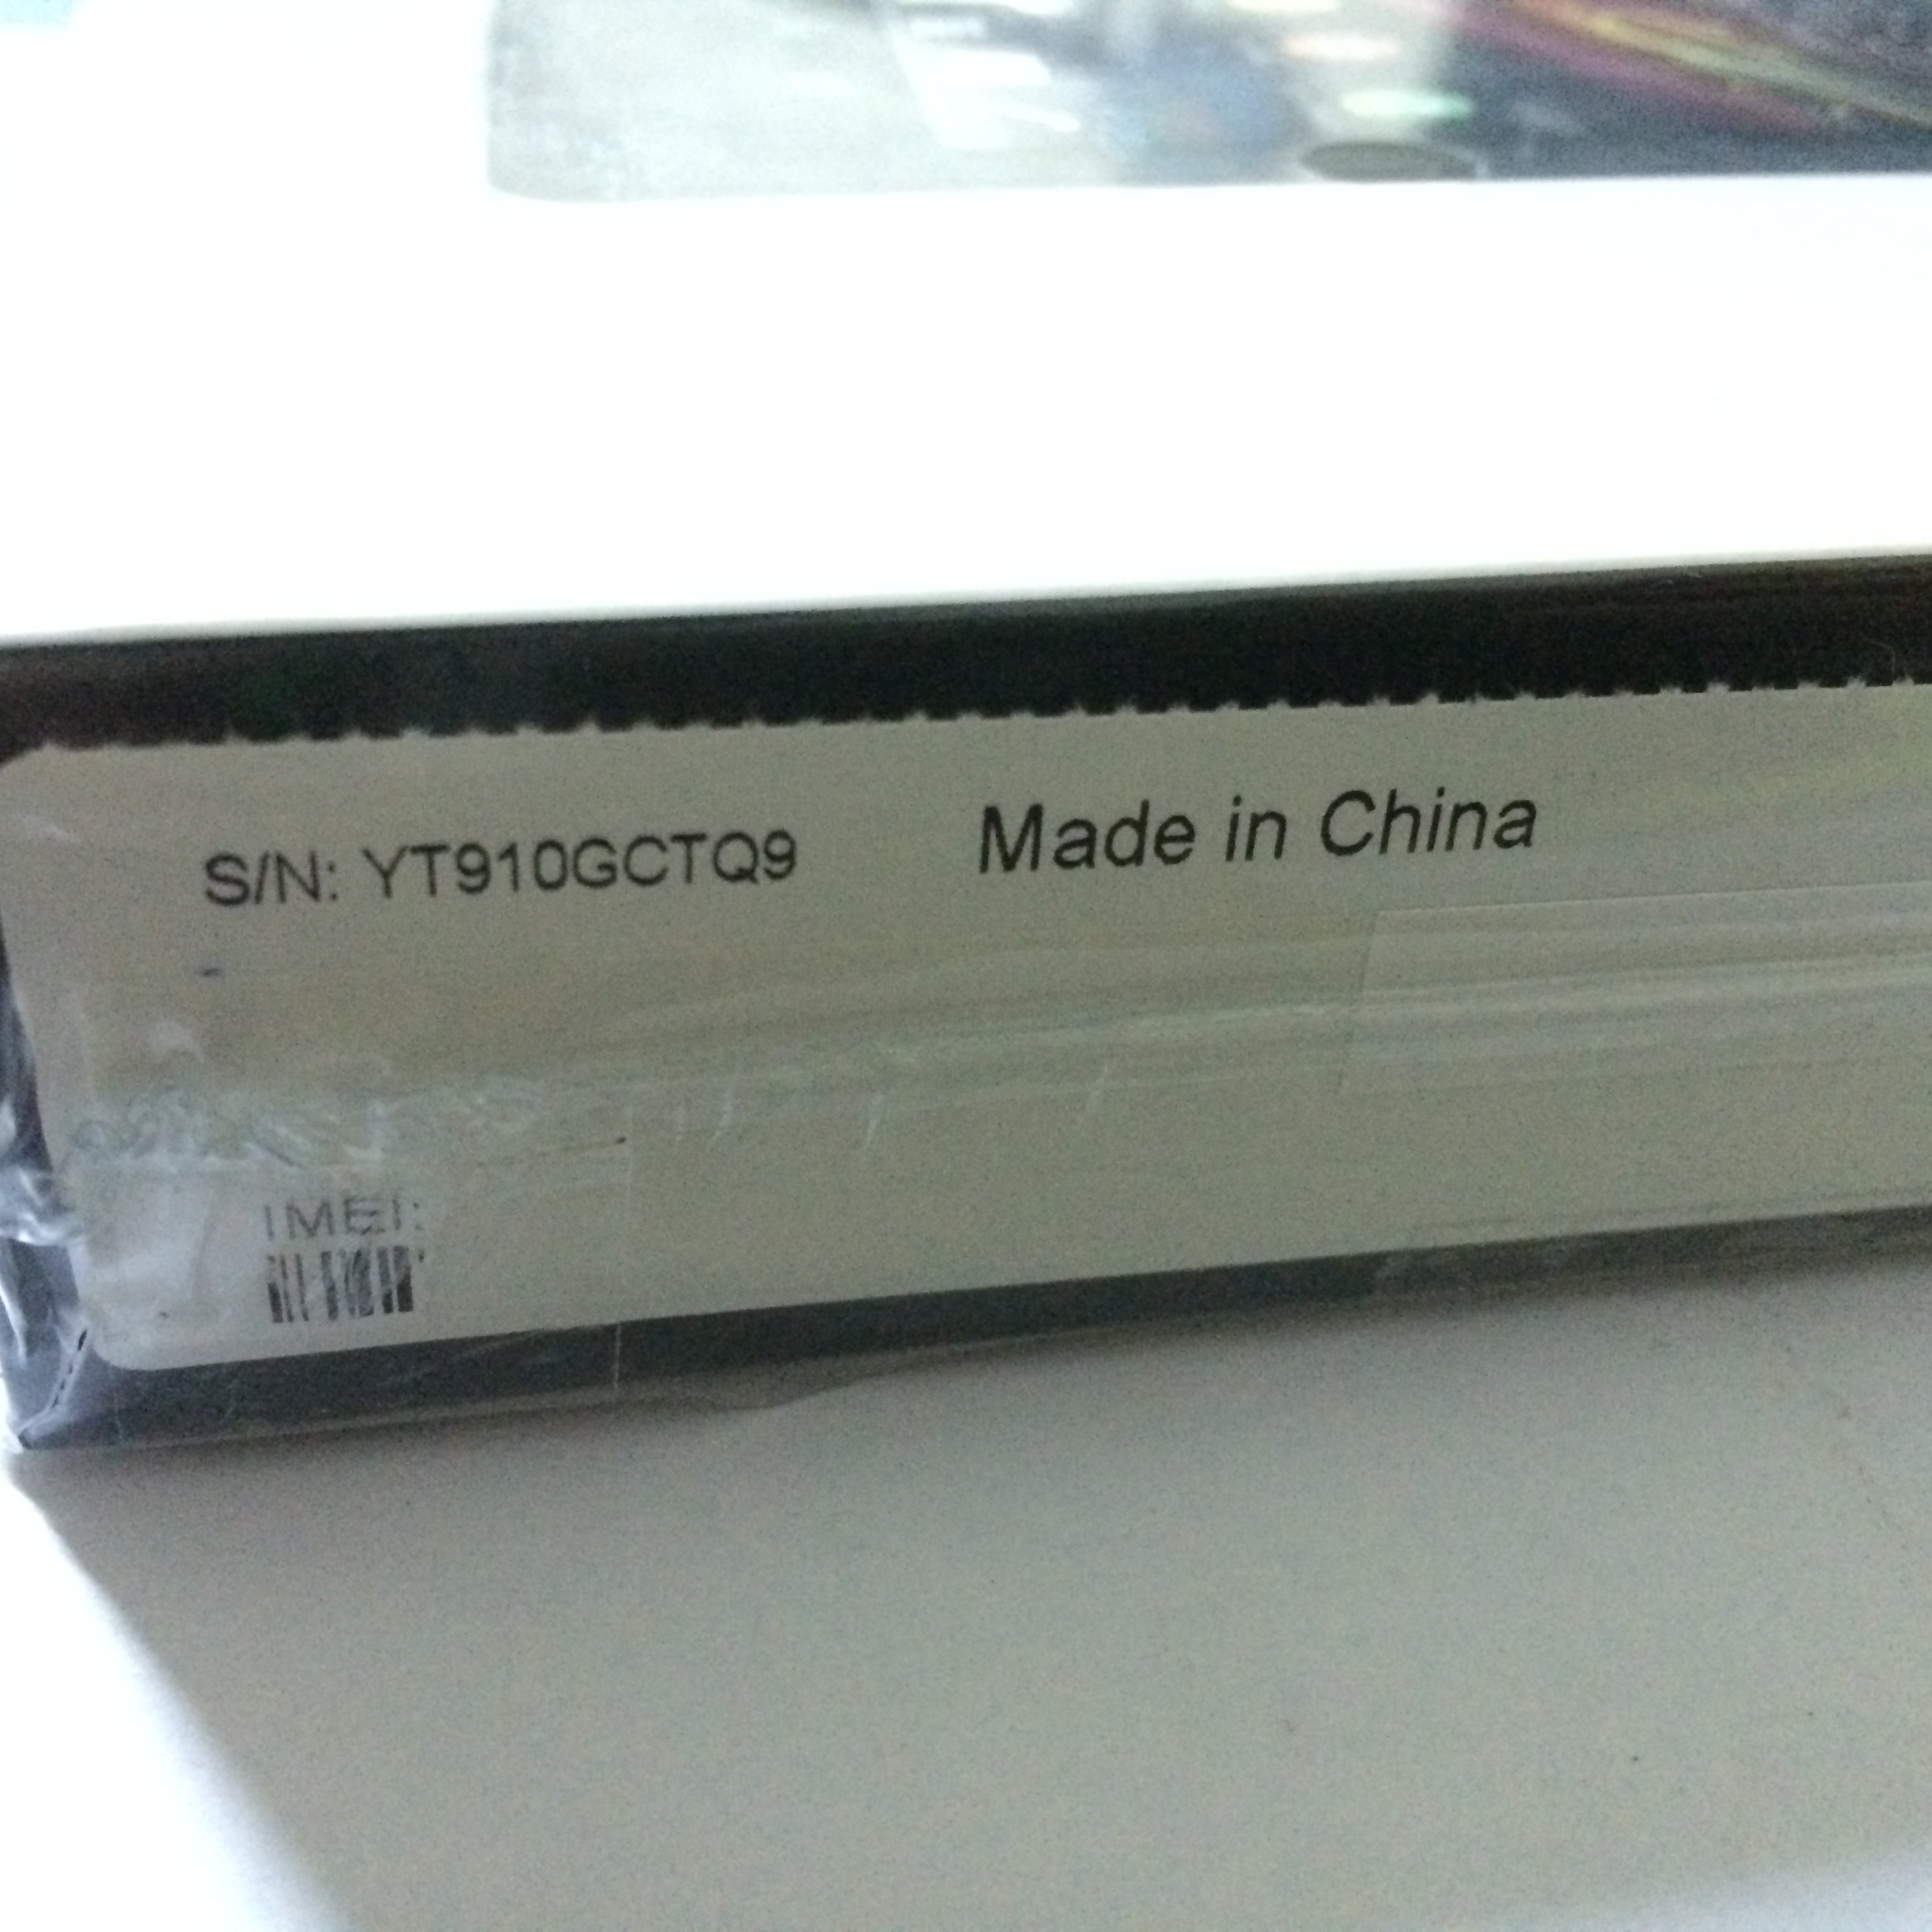 S/N: YT910GCTQ9 Made in China
IMEI: